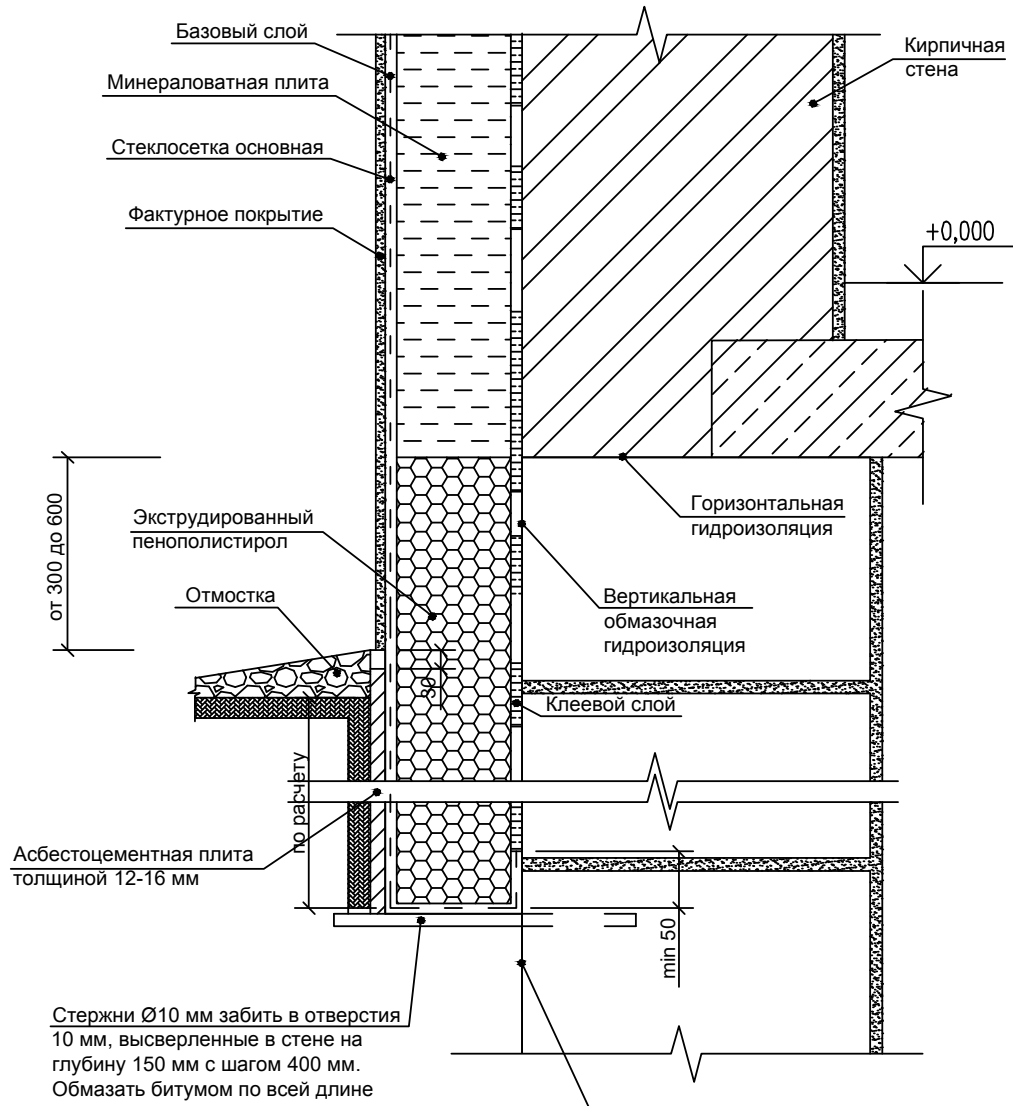 Базовый слой
Минераловатная плита
Стеклосетка основная
Фактурное покрытие
Кирпичная
стена
+0,000
от 300 до 600
Экструдированный
пенополистирол
Отмостка
Горизонтальная
гидроизоляция
Вертикальная
обмазочная
гидроизоляция
30
Клеевой слой
по расчету
Асбестоцементная плита
толщиной 12-16 мм
min 50
Стержни Ø10 мм забить в отверстия
10 мм, высверленные в стене на
глубину 150 мм с шагом 400 мм.
Обмазать битумом по всей длине